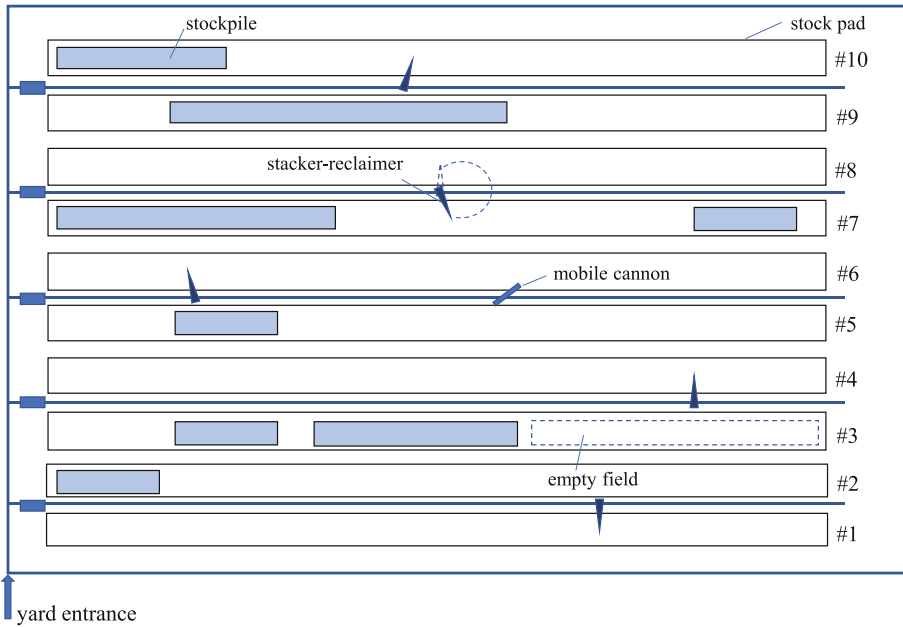 stockpile
stock pad
#10
#9
stacker-reclaimer
#8
#7
mobile cannon
#6
#5
#4
#3
empty field
#2
#1
yard entrance